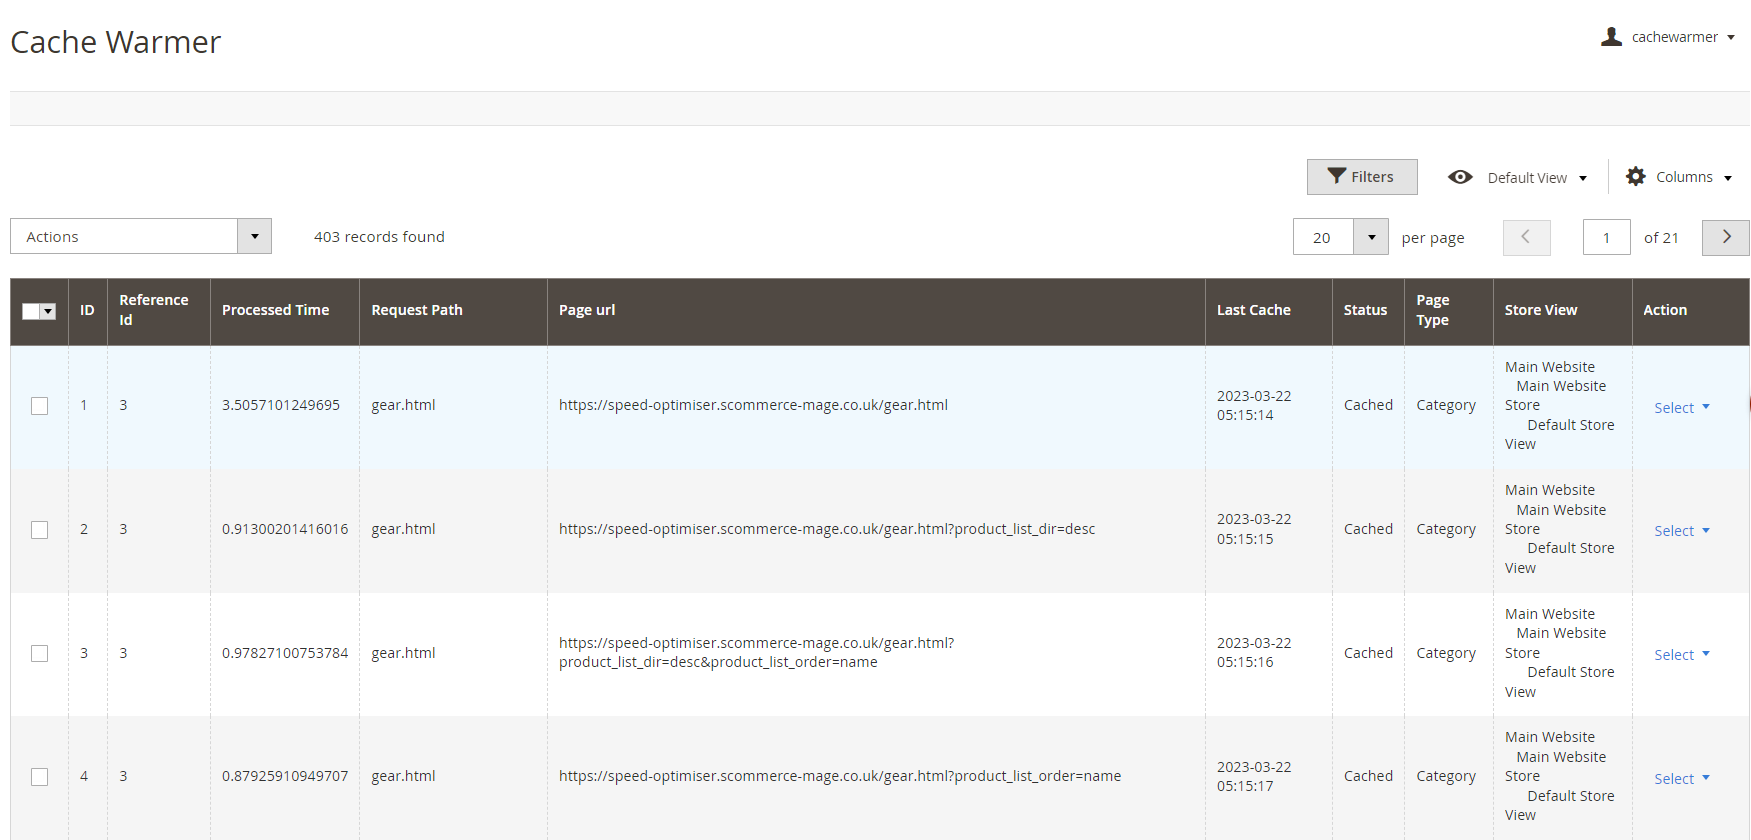 Cache Warmer
cachewarmer
Filters
Default View
Columns
Actions
403 records found
20
per page
1
of 21
ID
Reference Id
Processed Time
Request Path
Page url
Last Cache
Status
Page Type
Store View
Action
1
3
3.5057101249695
gear.html
https://speed-optimiser.scommerce-mage.co.uk/gear.html
2023-03-22
05:15:14
Cached
Category
Main Website
Main Website
Store
Default Store
View
Select
2
3
0.91300201416016
gear.html
https://speed-optimiser.scommerce-mage.co.uk/gear.html?product_list_dir=desc
2023-03-22
05:15:15
Cached
Category
Main Website
Main Website
Store
Default Store
View
Select
3
3
0.97827100753784
gear.html
https://speed-optimiser.scommerce-mage.co.uk/gear.html?
product_list_dir=desc&product_list_order=name
2023-03-22
05:15:16
Cached
Category
Main Website
Main Website
Store
Default Store
View
Select
4
3
0.87925910949707
gear.html
https://speed-optimiser.scommerce-mage.co.uk/gear.html?product_list_order=name
2023-03-22
05:15:17
Cached
Category
Main Website
Main Website
Store
Default Store
View
Select